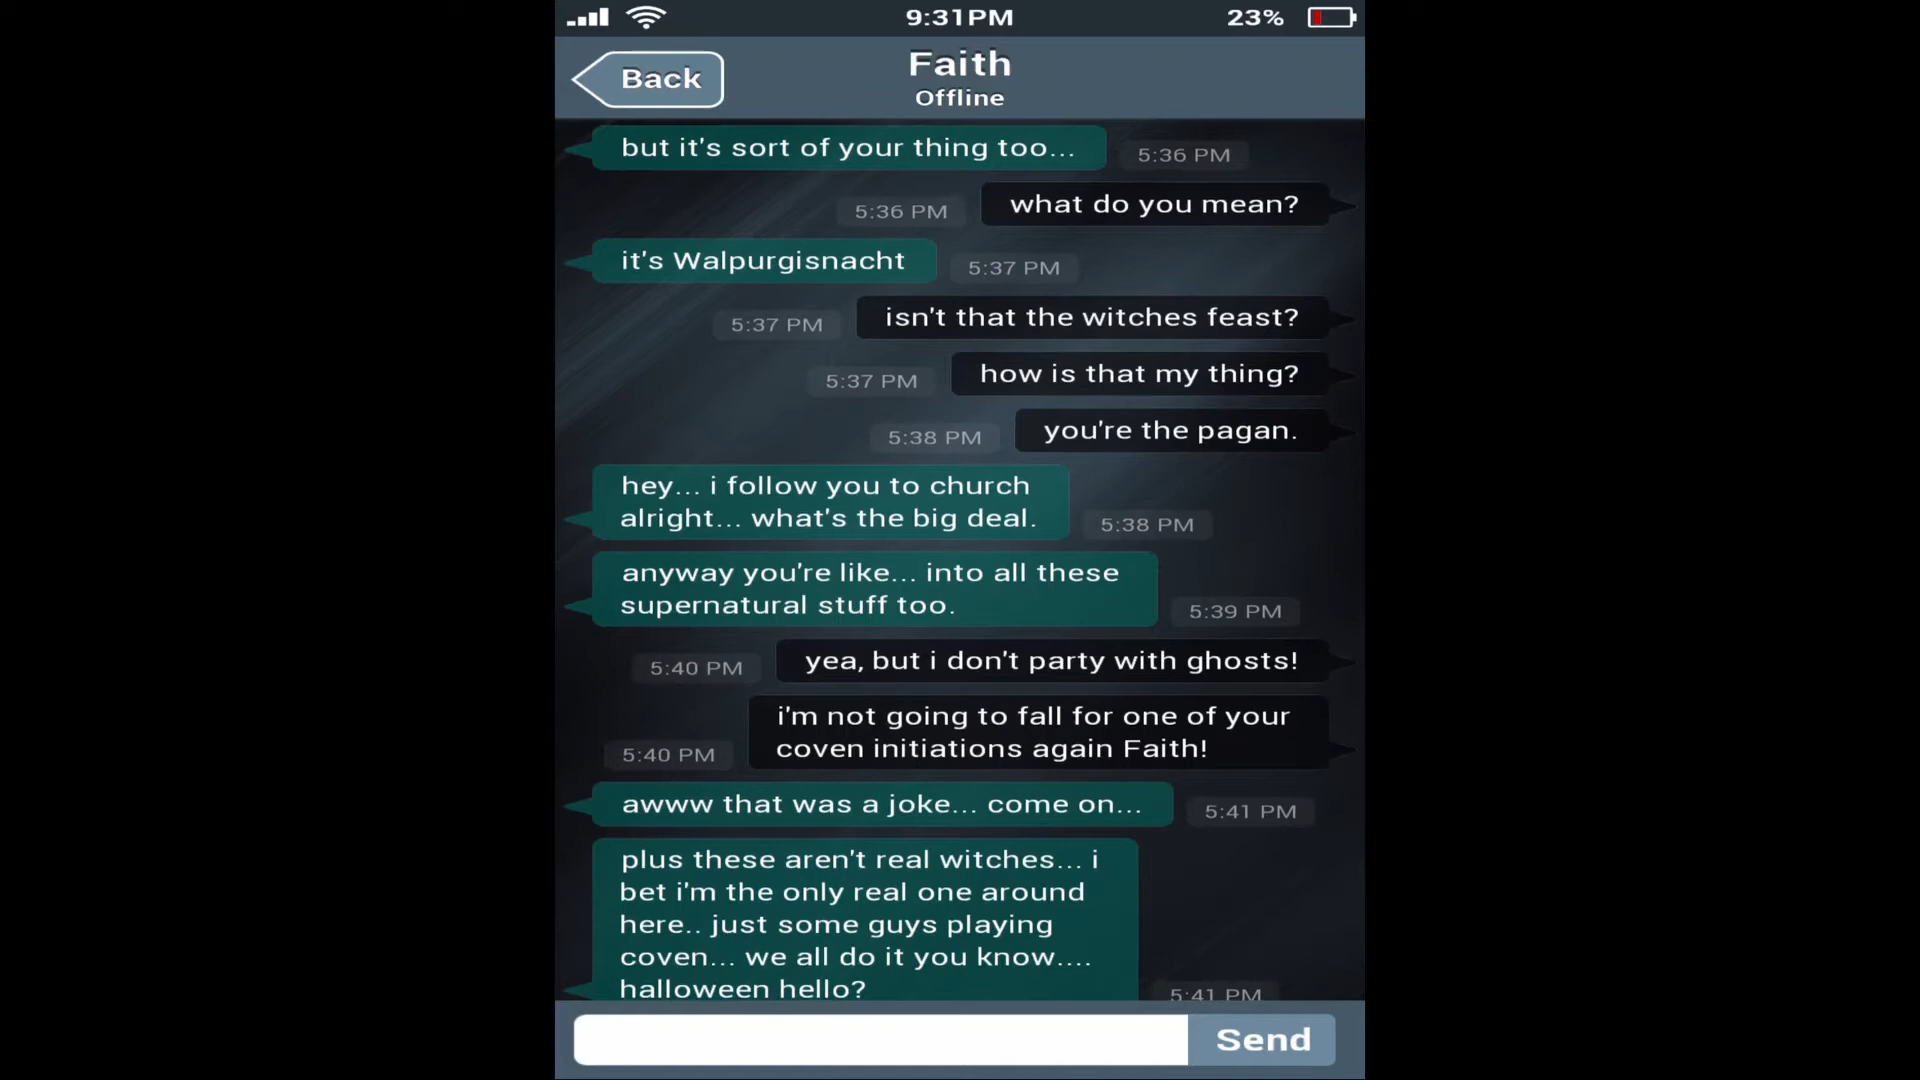 9:31PM
23%
Back
Faith
Offline
but it's sort of your thing too...
5:36 PM
what do you mean?
5:36 PM
it's Walpurgisnacht
5:37 PM
isn't that the witches feast?
5:37 PM
how is that my thing?
5:37 PM
you're the pagan.
5:38 PM
hey... i follow you to church
alright... what's the big deal.
5:38 PM
anyway you're like... into all these
supernatural stuff too.
5:39 PM
yea, but i don't party with ghosts!
5:40 PM
i'm not going to fall for one of your
coven initiations again Faith!
5:40 PM
awww that was a joke... come on...
5:41 PM
plus these aren't real witches... i
bet i'm the only real one around
here.. just some guys playing
coven... we all do it you know....
halloween hello?
5:41 PM
Send